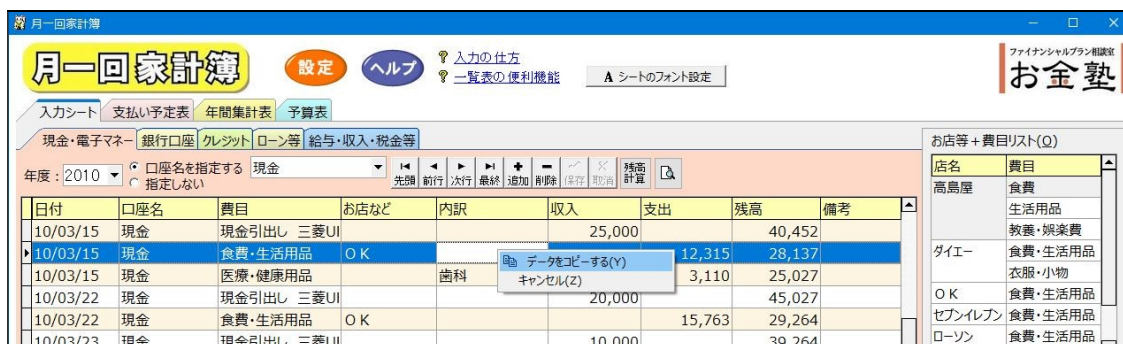 月一回家計簿
月一回家計簿 設定 ヘルプ ? 入力の仕方
? 一覧表の便利機能 A シートのフォント設定
ファイナンシャルプラン相談室
お金塾
入力シート 支払い予定表 年間集計表 予算表
現金・電子マネー 銀行口座 クレジット ローン等 給与・収入・税金等
年度: 2010 口座名を指定する 現金
指定しない
先頭 前行 次行 最終 追加 削除 保存 取消 残高計算
日付 口座名 費目 お店など 内訳 収入 支出 残高 備考
10/03/15 現金 現金引出し 三菱UI 25,000 40,452
10/03/15 現金 食費・生活用品 OK 12,315 28,137
データをコピーする(Y)
キャンセル(Z)
10/03/15 現金 医療・健康用品 歯科 3,110 25,027
10/03/22 現金 現金引出し 三菱UI 20,000 45,027
10/03/22 現金 食費・生活用品 OK 15,763 29,264
10/03/23 現金 現金引出し 三菱UI 10,000 39,264
お店等+費目リスト(O)
店名 費目
高島屋 食費
生活用品
教養・娯楽費
ダイエー 食費・生活用品
衣服・小物
OK 食費・生活用品
セブンイレブン 食費・生活用品
ローソン 食費・生活用品